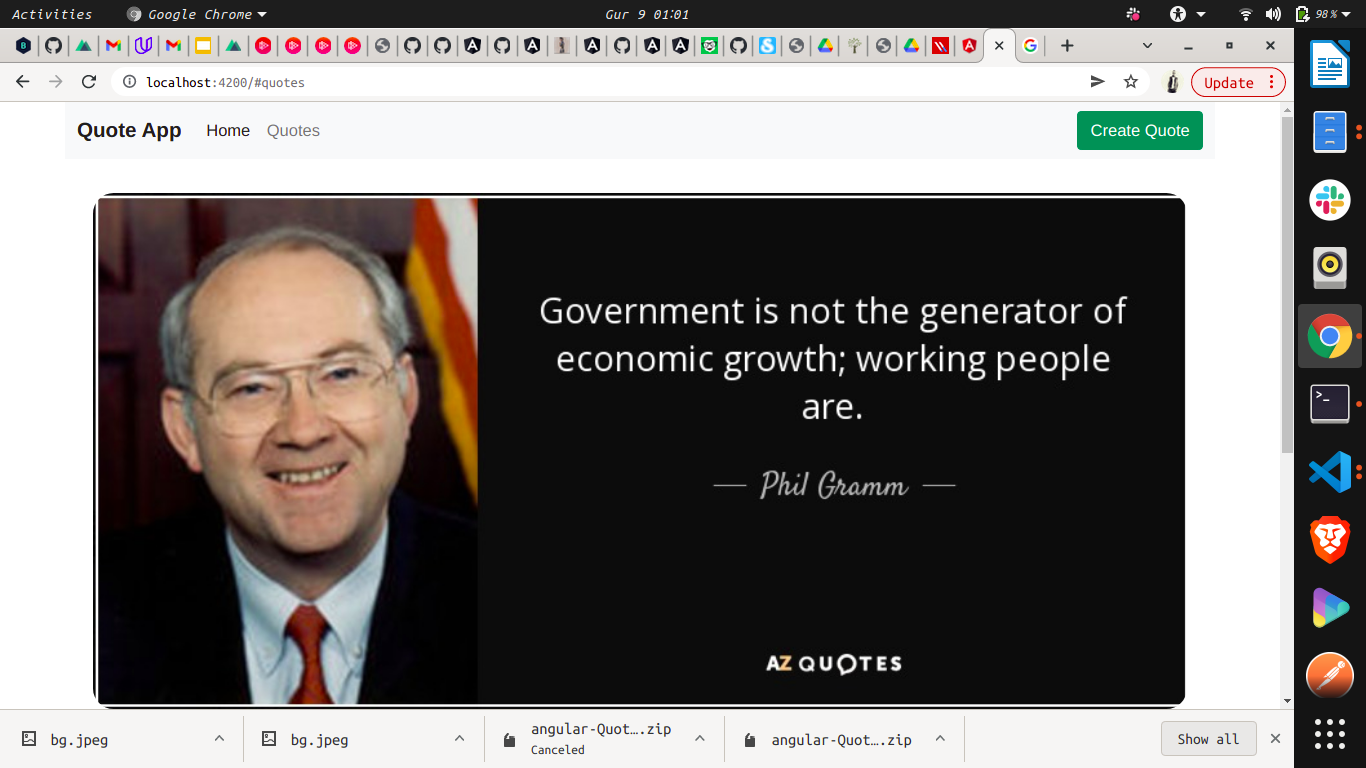 Activities
Google Chrome
Gur 9 01:01
98 %
localhost:4200/#quotes
Update
Quote App
Home
Quotes
Create Quote
Government is not the generator of
economic growth; working people
are.
Phil Gramm
AZ QUOTES
bg.jpeg
bg.jpeg
angular-Quot….zip
Canceled
angular-Quot….zip
Show all